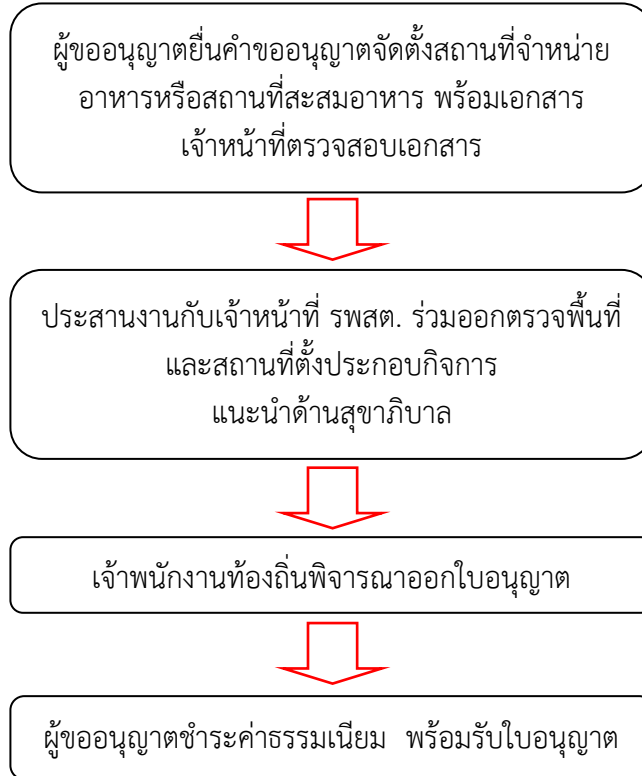 ผู้ขออนุญาตยื่นคำขออนุญาตจัดตั้งสถานที่จำหน่าย
อาหารหรือสถานที่สะสมอาหาร พร้อมเอกสาร
เจ้าหน้าที่ตรวจสอบเอกสาร
ประสานงานกับเจ้าหน้าที่ รพสต. ร่วมออกตรวจพื้นที่
และสถานที่ตั้งประกอบกิจการ
แนะนำด้านสุขาภิบาล
เจ้าพนักงานท้องถิ่นพิจารณาออกใบอนุญาต
ผู้ขออนุญาตชำระค่าธรรมเนียม พร้อมรับใบอนุญาต